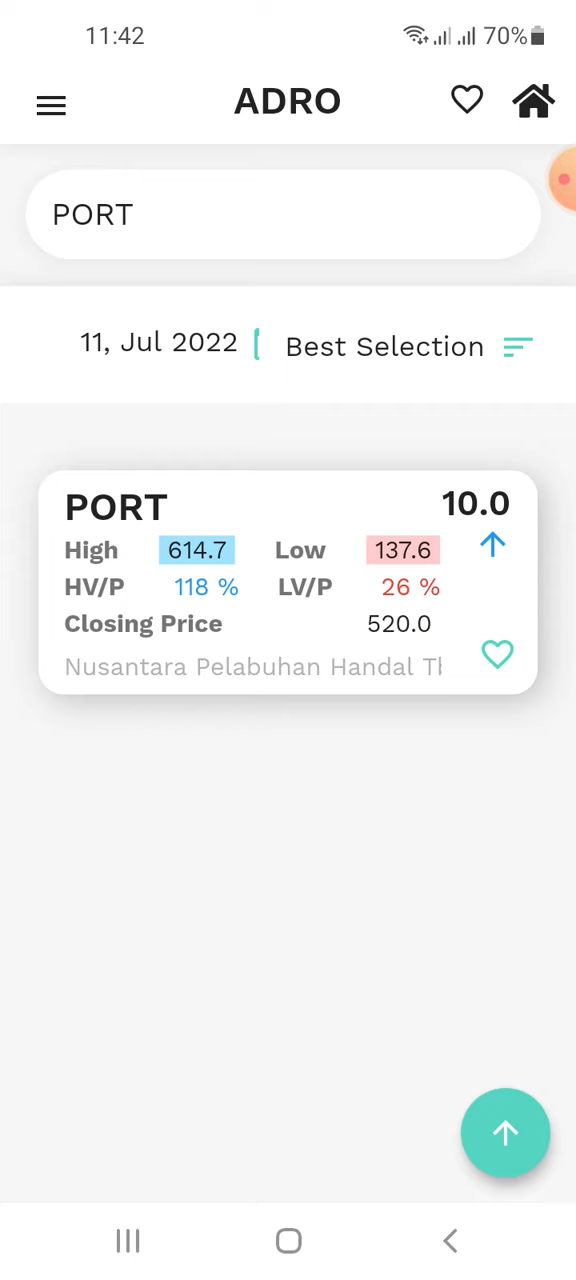 11:42 70%
ADRO
PORT
11, Jul 2022 Best Selection
PORT 10.0
High 614.7 Low 137.6
HV/P 118 % LV/P 26 %
Closing Price 520.0
Nusantara Pelabuhan Handal